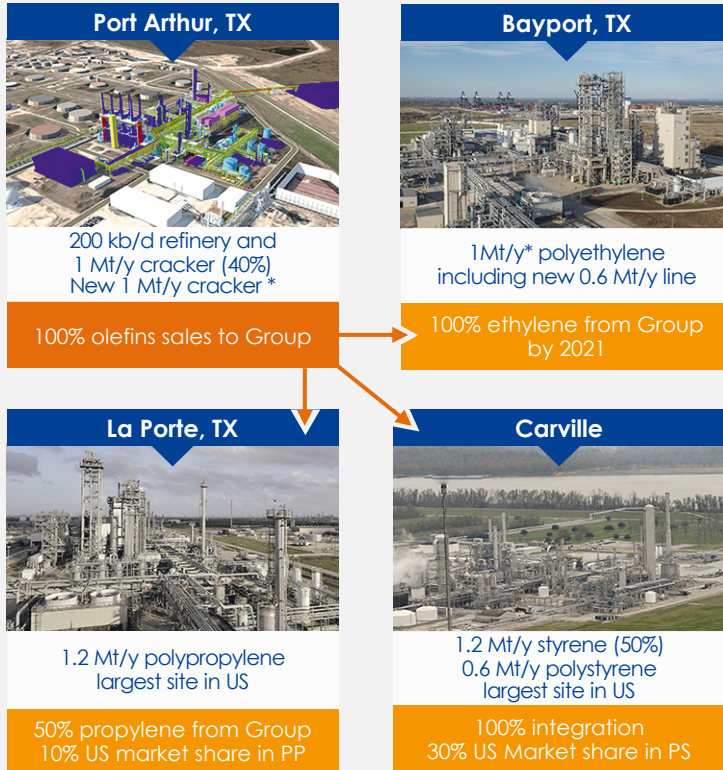 Port Arthur, TX
200 kb/d refinery and
1 Mt/y cracker (40%)
New 1 Mt/y cracker *
100% olefins sales to Group
Bayport, TX
1Mt/y* polyethylene
including new 0.6 Mt/y line
100% ethylene from Group
by 2021
La Porte, TX
1.2 Mt/y polypropylene
largest site in US
50% propylene from Group
10% US market share in PP
Carville
1.2 Mt/y styrene (50%)
0.6 Mt/y polystyrene
largest site in US
100% integration
30% US Market share in PS